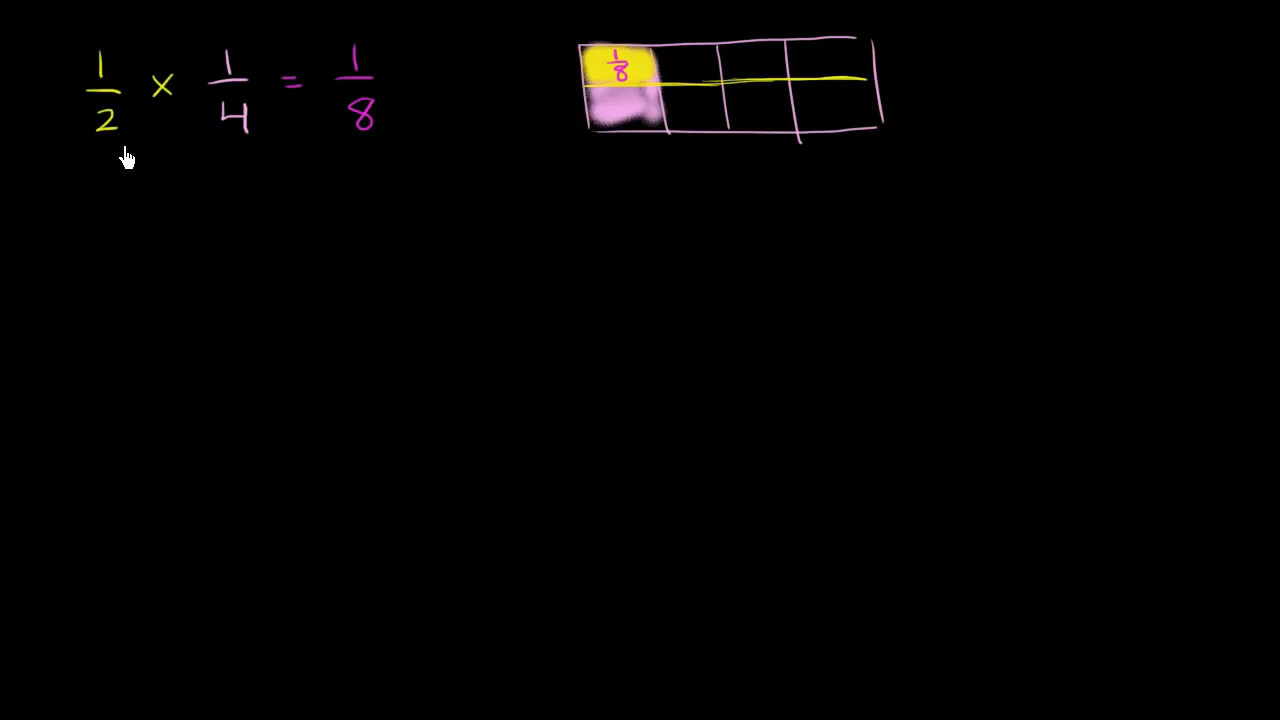 1/2 × 1/4 = 1/8
1/8